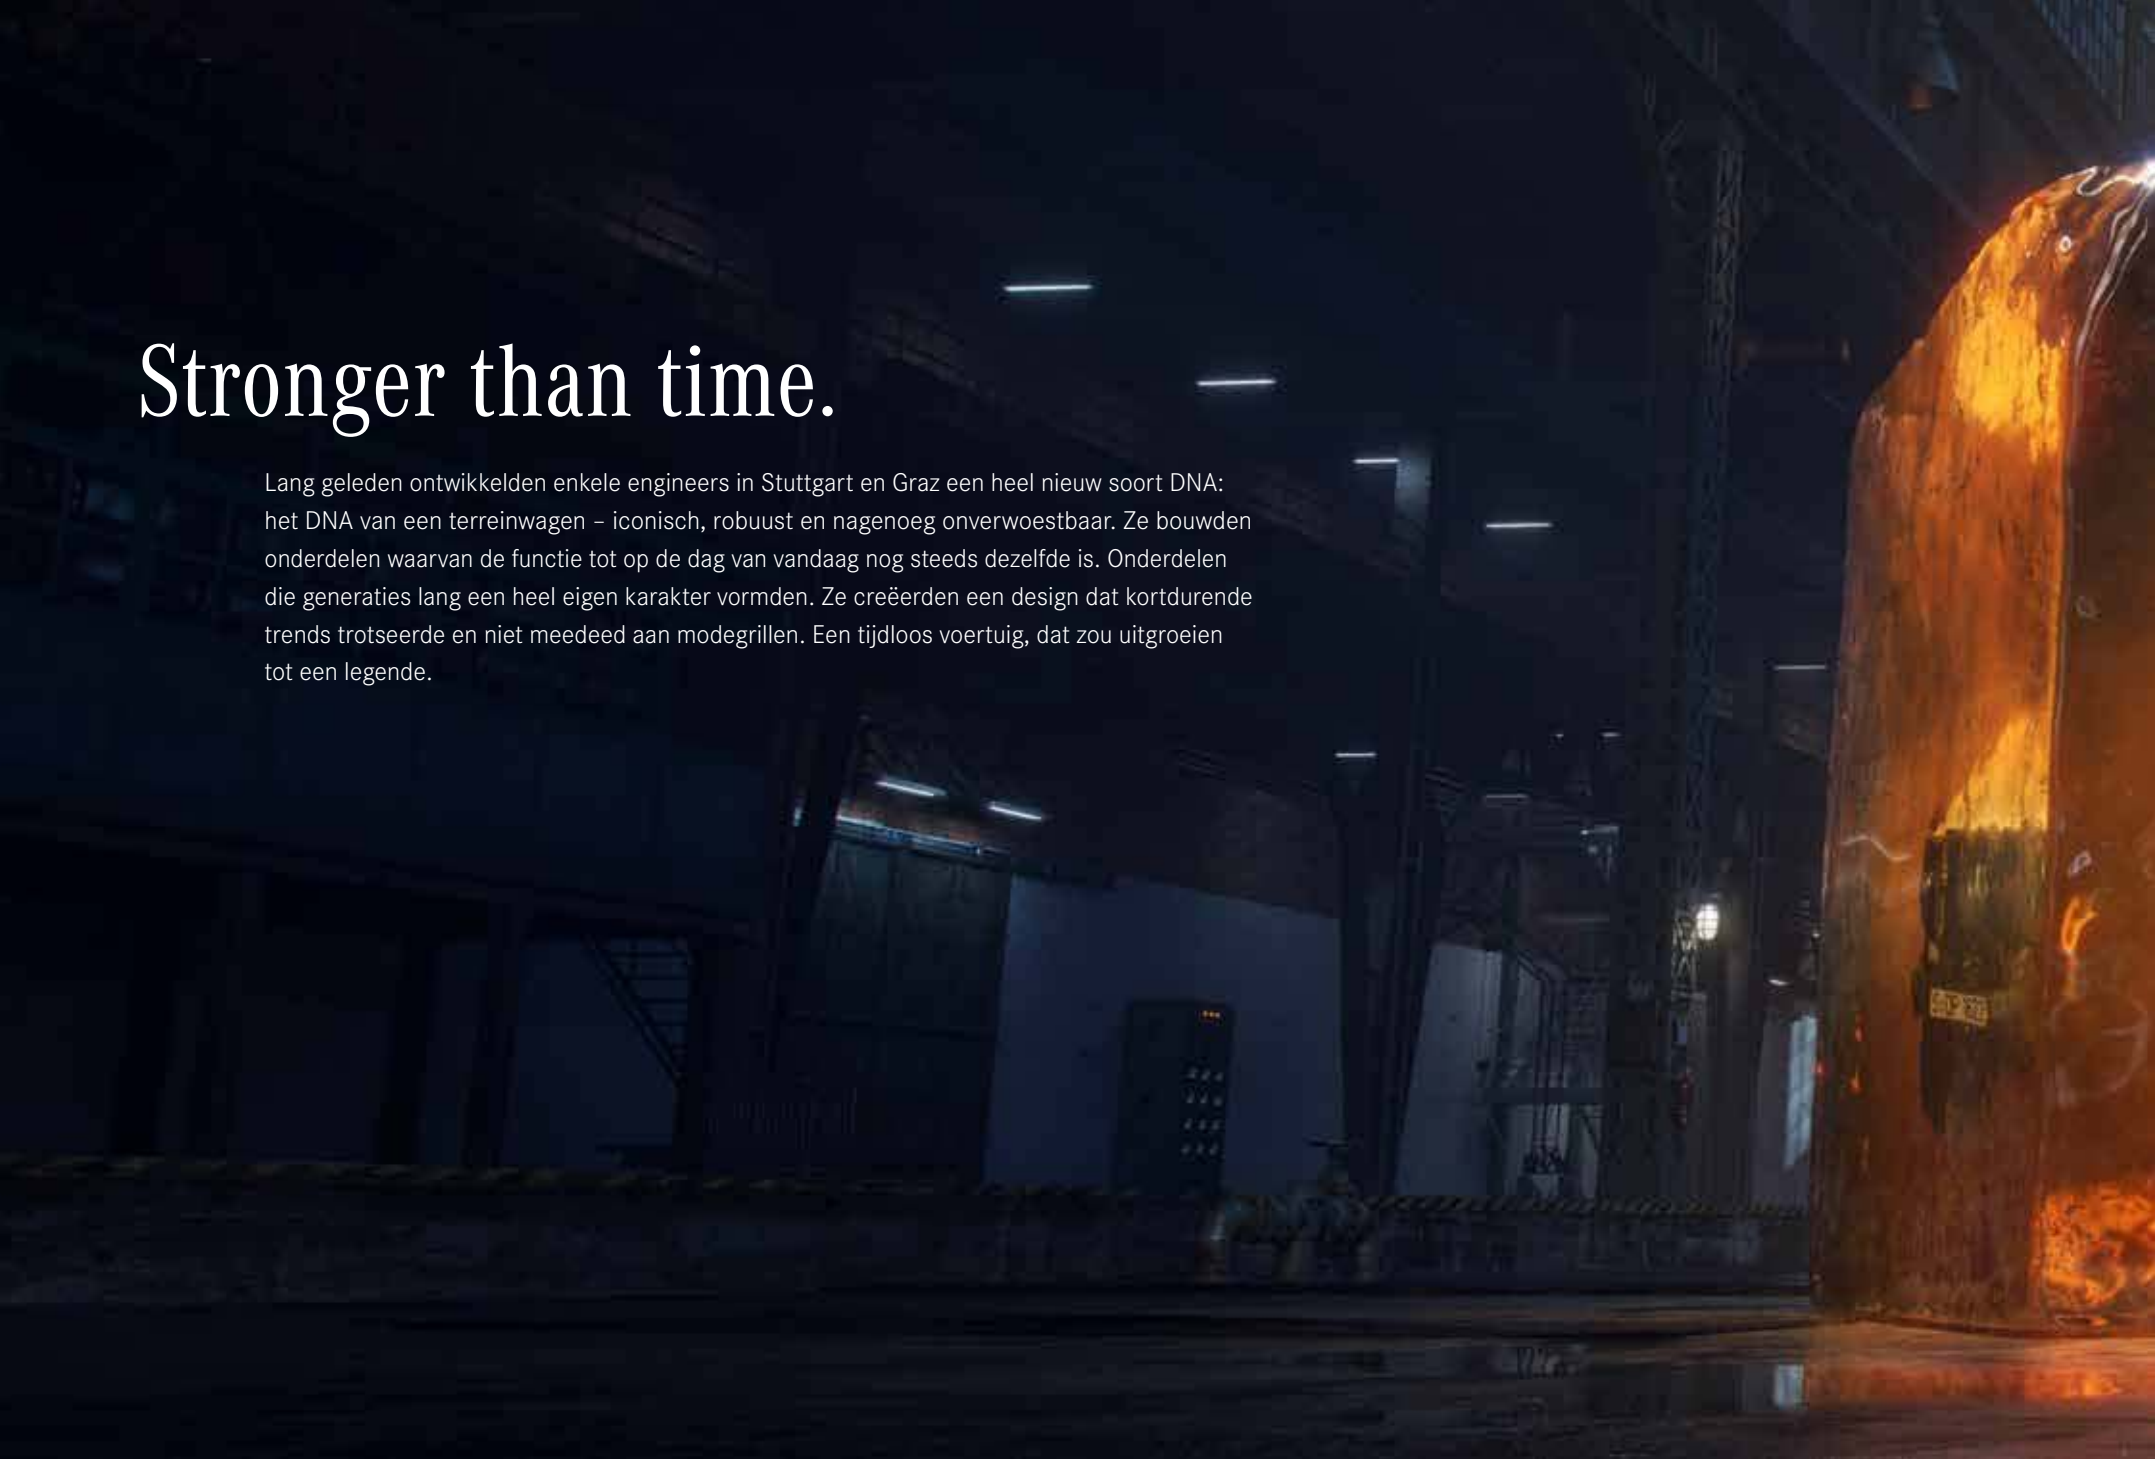 Stronger than time.
Lang geleden ontwikkelden enkele engineers in Stuttgart en Graz een heel nieuw soort DNA:
het DNA van een terreinwagen – iconisch, robuust en nagenoeg onverwoestbaar. Ze bouwden
onderdelen waarvan de functie tot op de dag van vandaag nog steeds dezelfde is. Onderdelen
die generaties lang een heel eigen karakter vormden. Ze creëerden een design dat kortdurende
trends trotseerde en niet meedeed aan modegrillen. Een tijdloos voertuig, dat zou uitgroeien
tot een legende.